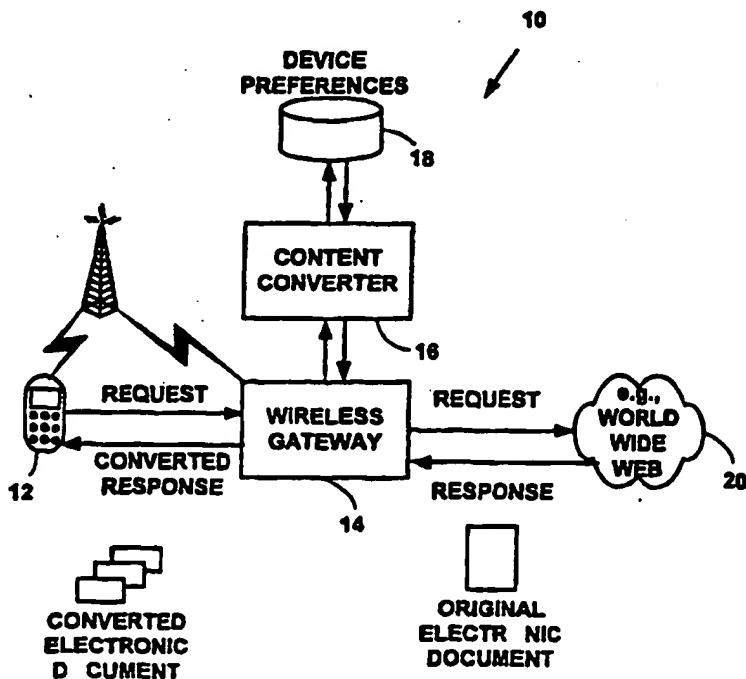 10
DEVICE
PREFERENCES
18
CONTENT
CONVERTER
16
REQUEST
WIRELESS
GATEWAY
REQUEST
e.g.,
WORLD
WIDE
WEB
12
CONVERTED
RESPONSE
14
RESPONSE
20
CONVERTED
ELECTRONIC
D CUMENT
ORIGINAL
ELECTR NIC
DOCUMENT